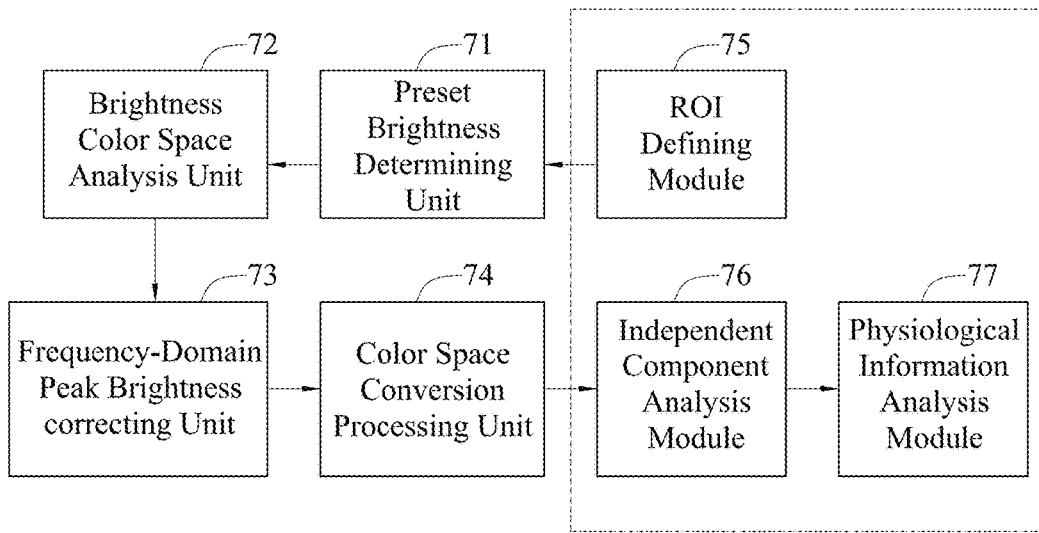 72
71
75
Brightness
Color Space
Analysis Unit
Preset
Brightness
Determining
Unit
ROI
Defining
Module
73
74
76
77
Frequency-Domain
Peak Brightness
correcting Unit
Color Space
Conversion
Processing Unit
Independent
Component
Analysis
Module
Physiological
Information
Analysis
Module